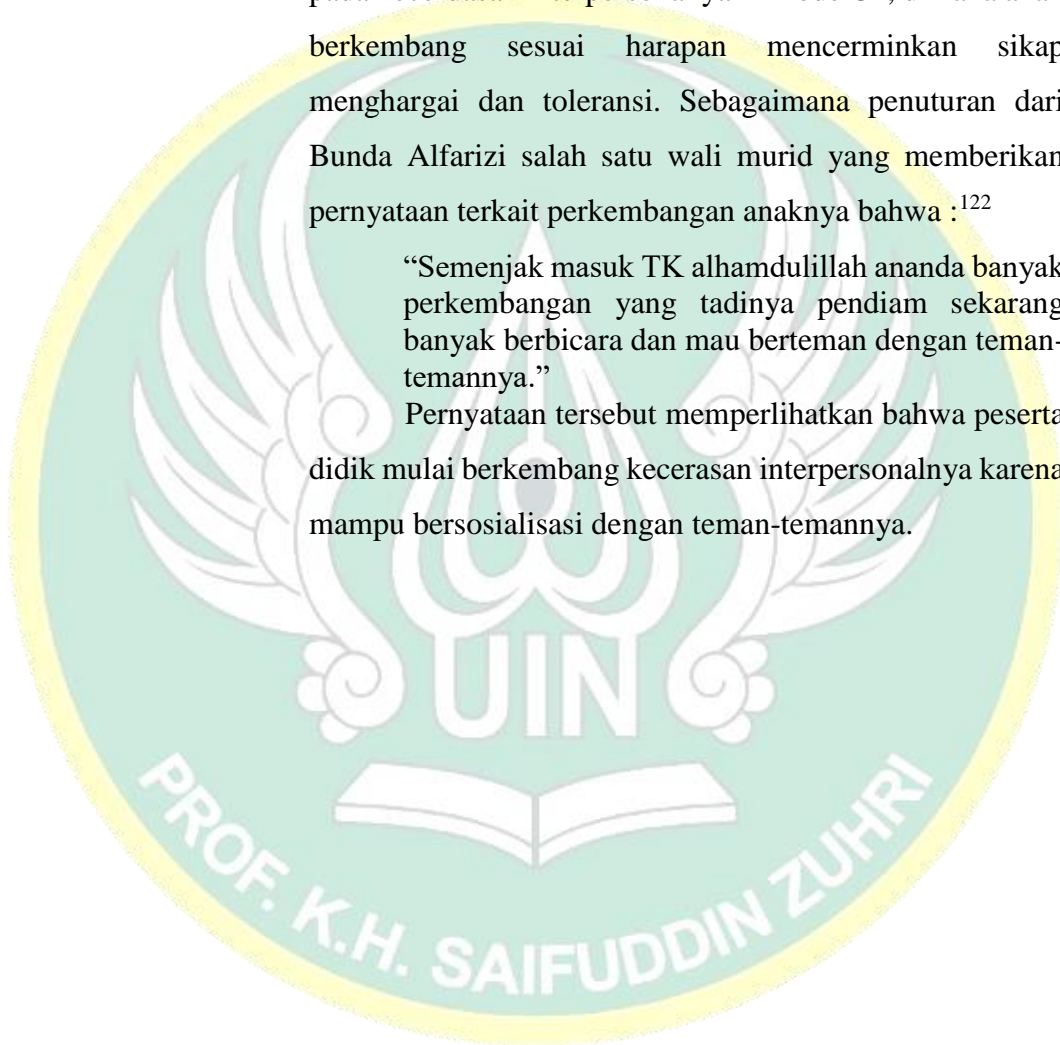 berkembang sesuai harapan mencerminkan sikap
menghargai dan toleransi. Sebagaimana penuturan dari
Bunda Alfarizi salah satu wali murid yang memberikan
pernyataan terkait perkembangan anaknya bahwa :122
“Semenjak masuk TK alhamdulillah ananda banyak
perkembangan yang tadinya pendiam sekarang
banyak berbicara dan mau berteman dengan teman-
temannya.”
Pernyataan tersebut memperlihatkan bahwa peserta
didik mulai berkembang kecerasan interpersonalnya karena
mampu bersosialisasi dengan teman-temannya.
UIN
PROF. K.H. SAIFUDDIN ZUHRI